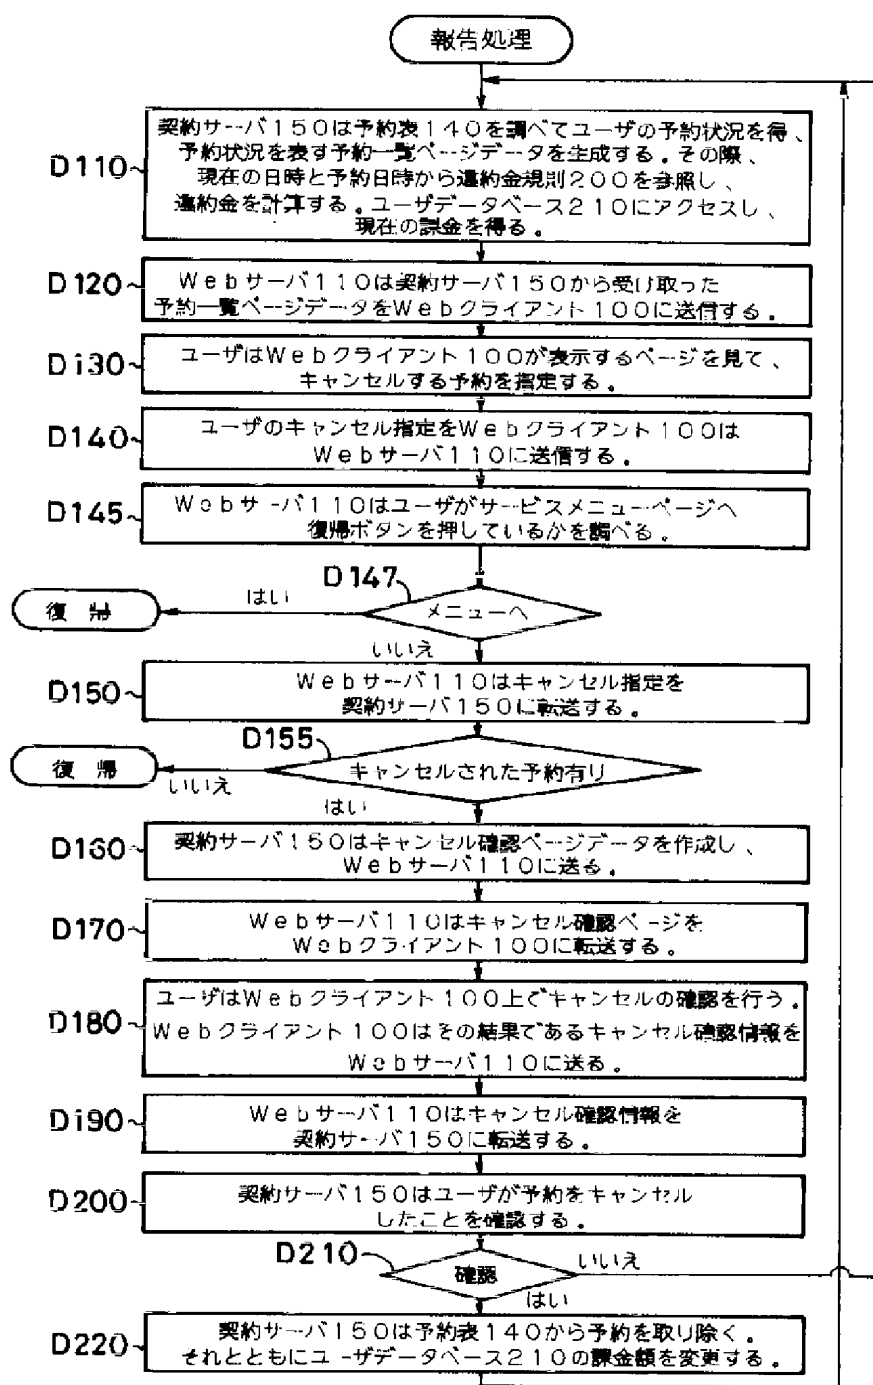 報告処理
D110
契約サーバ150は予約表140を調べてユーザの予約状況を得、
予約状況を表す予約一覧ページデータを生成する。その際、
現在の日時と予約日時から違約金規則200を参照し、
違約金を計算する。ユーザデータベース210にアクセスし、
現在の課金を得る。
D120
Webサーバ110は契約サーバ150から受け取った
予約一覧ページデータをWebクライアント100に送信する。
Di30
ユーザはWebクライアント100が表示するページを見て、
キャンセルする予約を指定する。
D140
ユーザのキャンセル指定をWebクライアント100は
Webサーバ110に送信する。
D145
Webサーバ110はユーザがサービスメニューページへ
復帰ボタンを押しているかを調べる。
D147
メニューへ
はい
復帰
いいえ
D150
Webサーバ110はキャンセル指定を
契約サーバ150に転送する。
D155
キャンセルされた予約有り
いいえ
復帰
はい
D160
契約サーバ150はキャンセル確認ページデータを作成し、
Webサーバ110に送る。
D170
Webサーバ110はキャンセル確認ページを
Webクライアント100に転送する。
D180
ユーザはWebクライアント100上でキャンセルの確認を行う。
Webクライアント100はその結果であるキャンセル確認情報を
Webサーバ110に送る。
Di90
Webサーバ110はキャンセル確認情報を
契約サーバ150に転送する。
D200
契約サーバ150はユーザが予約をキャンセル
したことを確認する。
D210
確認
いいえ
はい
D220
契約サーバ150は予約表140から予約を取り除く。
それとともにユーザデータベース210の課金額を変更する。